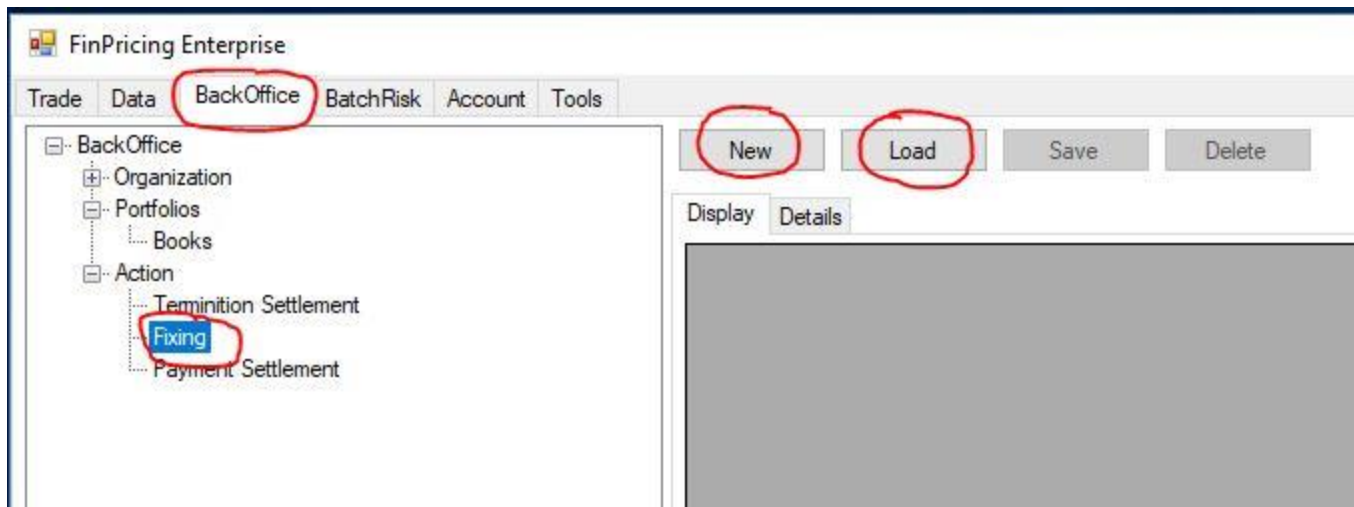 FinPricing Enterprise
Trade Data BackOffice BatchRisk Account Tools
BackOffice
Organization
Portfolios
Books
Action
Terminition Settlement
Fixing
Payment Settlement
New Load Save Delete
Display Details